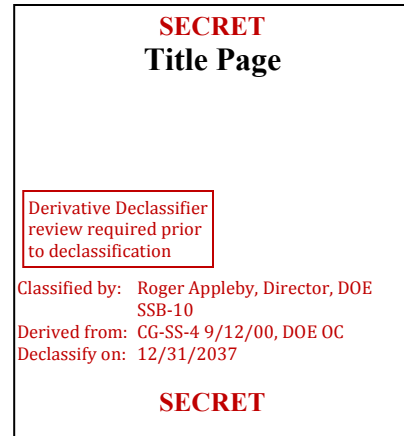 SECRET
Title Page
Derivative Declassifier
review required prior
to declassification
Classified by: Roger Appleby, Director, DOE
SSB-10
Derived from: CG-SS-4 9/12/00, DOE OC
Declassify on: 12/31/2037
SECRET